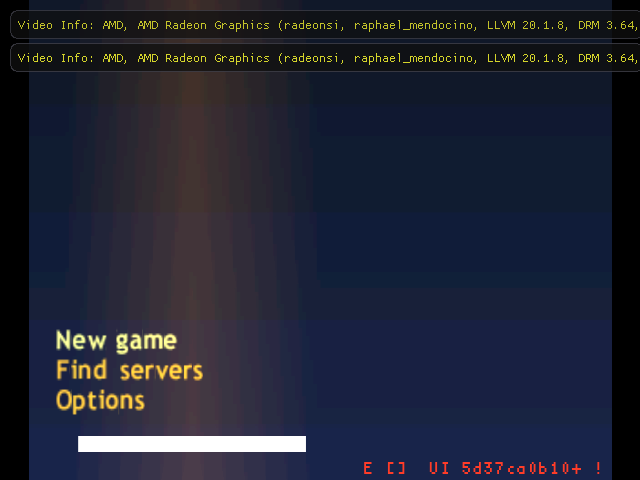 Video Info: AMD, AMD Radeon Graphics (radeonsi, raphael_mendocino, LLVM 20.1.8, DRM 3.64,
Video Info: AMD, AMD Radeon Graphics (radeonsi, raphael_mendocino, LLVM 20.1.8, DRM 3.64,
New game
Find servers
Options
E []  UI 5d37ca0b10+ !